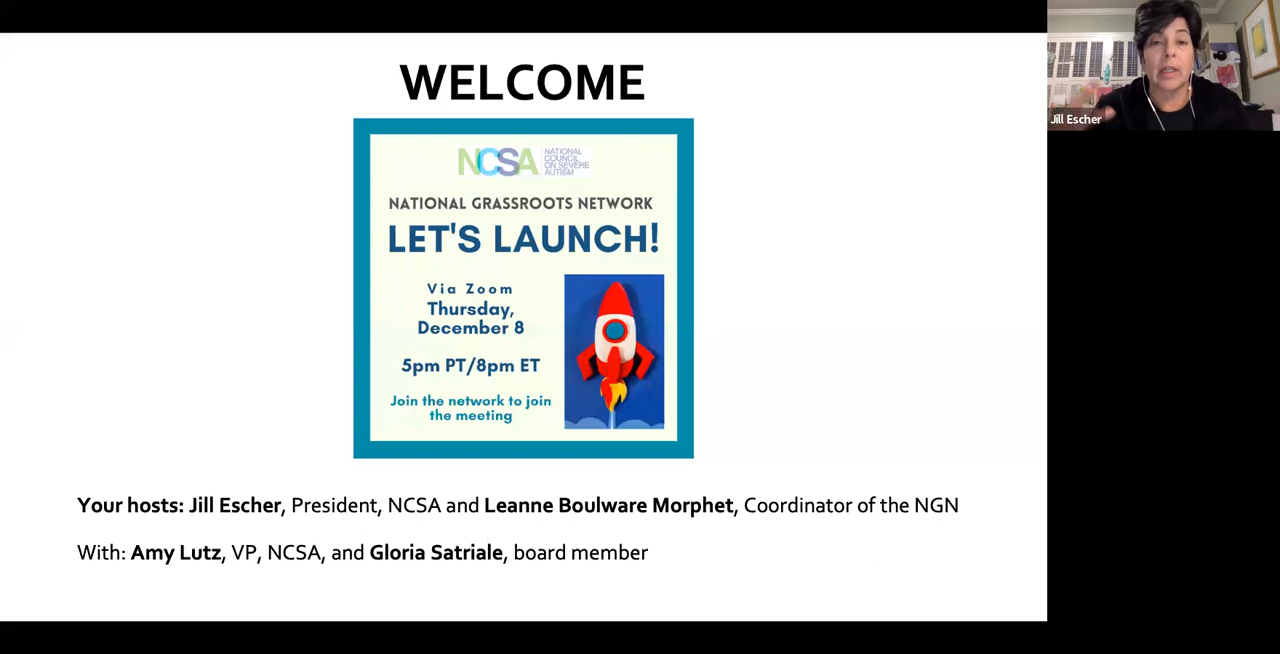 WELCOME
NCSA
NATIONAL
COUNCIL
ON SEVERE
AUTISM
NATIONAL GRASSROOTS NETWORK
LET'S LAUNCH!
Via Zoom
Thursday,
December 8
5pm PT/8pm ET
Join the network to join
the meeting
Your hosts: Jill Escher, President, NCSA and Leanne Boulware Morphet, Coordinator of the NGN
With: Amy Lutz, VP, NCSA, and Gloria Satriale, board member
Jill Escher